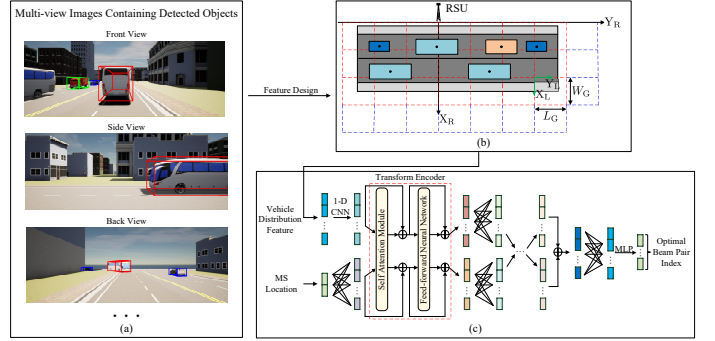 Multi-view Images Containing Detected Objects
Front View
Side View
Back View
. . .
(a)
Feature Design
RSU
Y_R
Y_L
X_L
W_G
L_G
X_R
(b)
Transform Encoder
Vehicle
Distribution
Feature
1-D
CNN
Self Attention Module
Feed-forward Neural Network
MS
Location
...
MLP
Optimal
Beam Pair
Index
(c)